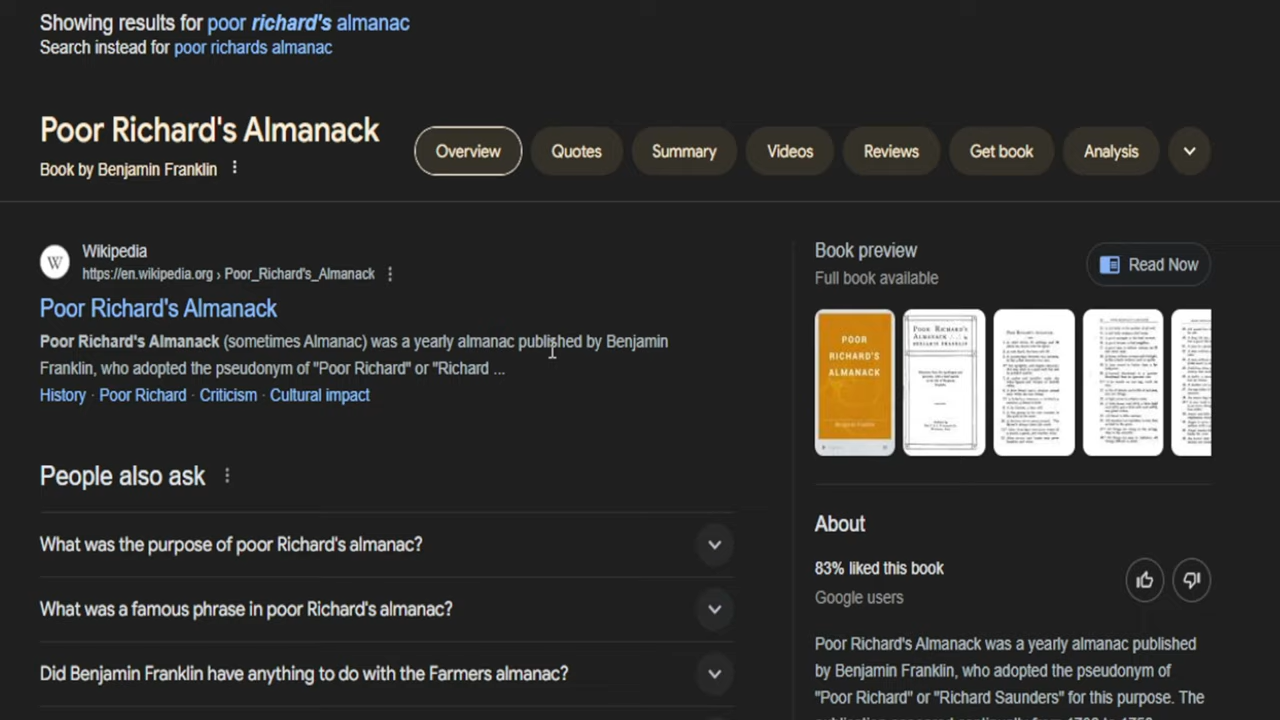 Showing results for poor richard's almanac
Search instead for poor richards almanac
Poor Richard's Almanack
Book by Benjamin Franklin
Overview
Quotes
Summary
Videos
Reviews
Get book
Analysis
W
Wikipedia
https://en.wikipedia.org › Poor_Richard's_Almanack
Poor Richard's Almanack
Poor Richard's Almanack (sometimes Almanac) was a yearly almanac published by Benjamin
Franklin, who adopted the pseudonym of "Poor Richard" or "Richard ...
History · Poor Richard · Criticism · Cultural impact
People also ask
What was the purpose of poor Richard's almanac?
What was a famous phrase in poor Richard's almanac?
Did Benjamin Franklin have anything to do with the Farmers almanac?
Book preview
Full book available
Read Now
POOR
RICHARD'S
ALMANACK
POOR RICHARD'S
ALMANACK
About
83% liked this book
Google users
Poor Richard's Almanack was a yearly almanac published
by Benjamin Franklin, who adopted the pseudonym of
"Poor Richard" or "Richard Saunders" for this purpose. The